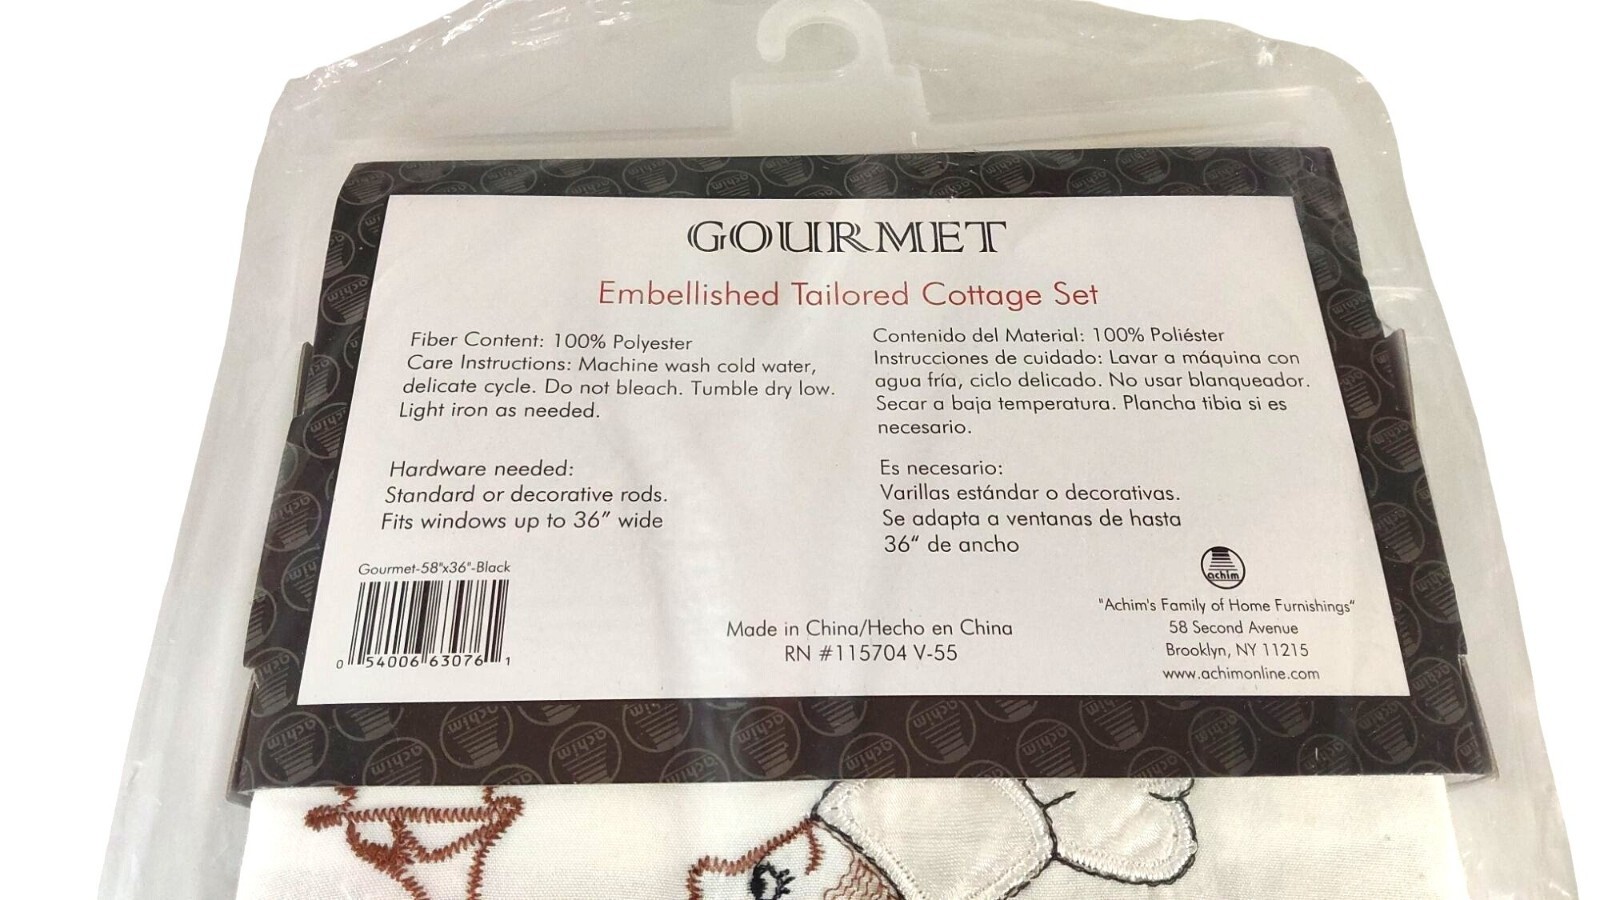 GOURMET
Embellished Tailored Cottage Set
Fiber Content: 100% Polyester
Care Instructions: Machine wash cold water,
delicate cycle. Do not bleach. Tumble dry low.
Light iron as needed.
Hardware needed:
Standard or decorative rods.
Fits windows up to 36” wide
Contenido del Material: 100% Poliéster
Instrucciones de cuidado: Lavar a máquina con
agua fría, ciclo delicado. No usar blanqueador.
Secar a baja temperatura. Plancha tibia si es
necesario.
Es necesario:
Varillas estándar o decorativas.
Se adapta a ventanas de hasta
36“ de ancho
Gourmet-58"x36"-Black
0 54006 63076 1
Made in China/Hecho en China
RN #115704 V-55
achim
"Achim's Family of Home Furnishings“
58 Second Avenue
Brooklyn, NY 11215
www.achimonline.com